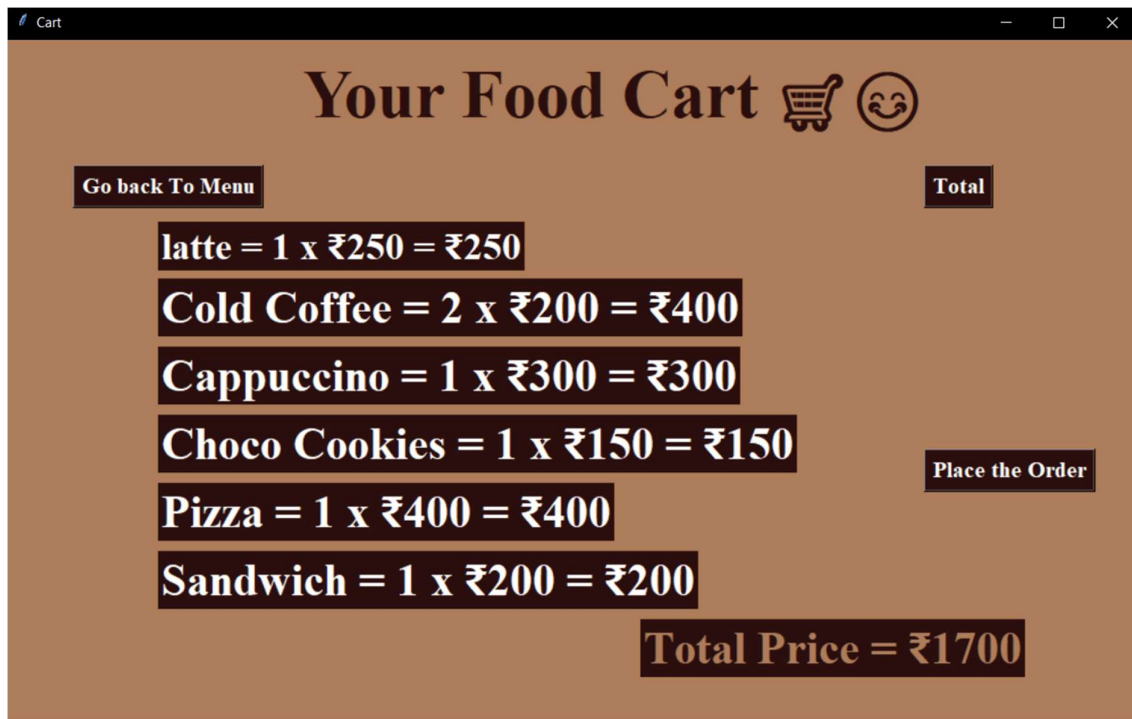 Cart
Your Food Cart 🛒 😊
Go back To Menu
Total
latte = 1 x ₹250 = ₹250
Cold Coffee = 2 x ₹200 = ₹400
Cappuccino = 1 x ₹300 = ₹300
Choco Cookies = 1 x ₹150 = ₹150
Place the Order
Pizza = 1 x ₹400 = ₹400
Sandwich = 1 x ₹200 = ₹200
Total Price = ₹1700